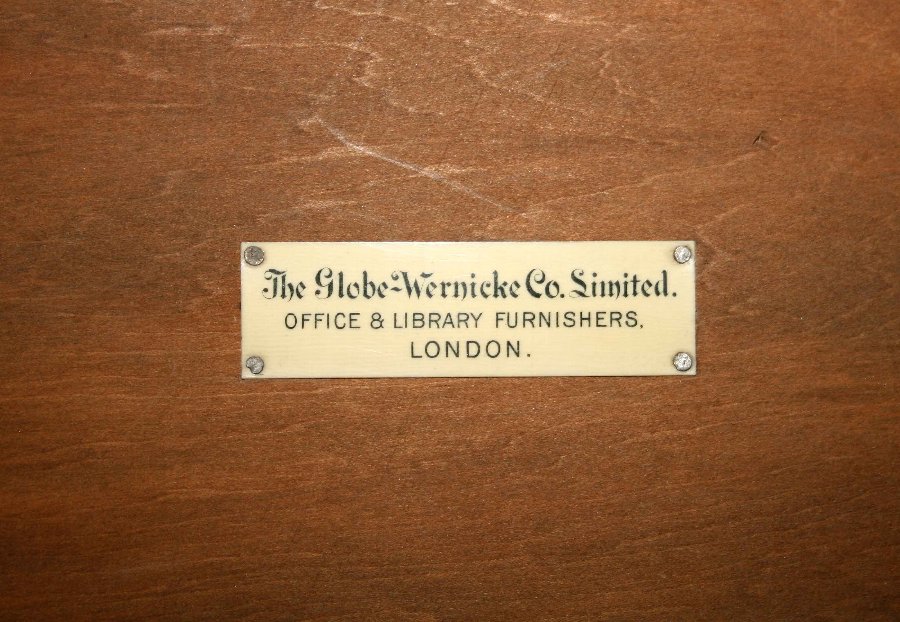 The Globe-Wernicke Co. Limited.
OFFICE & LIBRARY FURNISHERS,
LONDON.